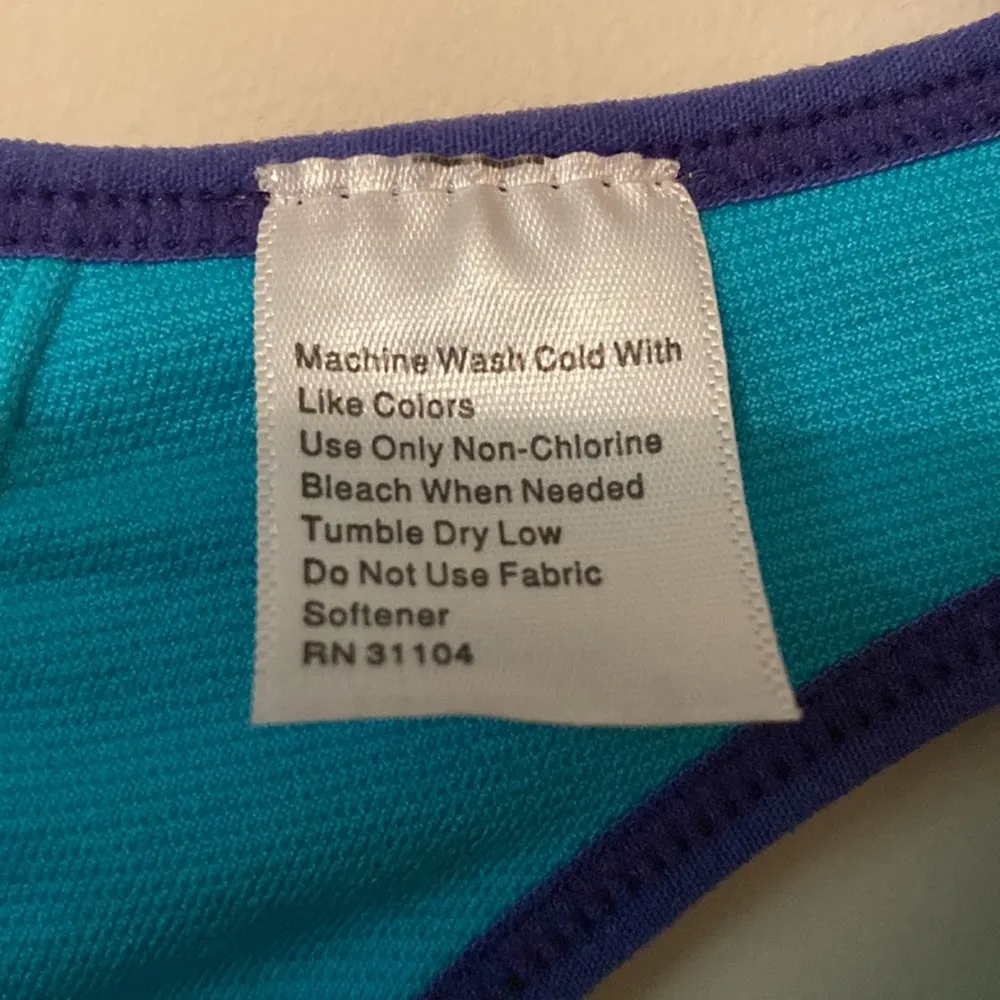 Machine Wash Cold With
Like Colors
Use Only Non-Chlorine
Bleach When Needed
Tumble Dry Low
Do Not Use Fabric
Softener
RN 31104